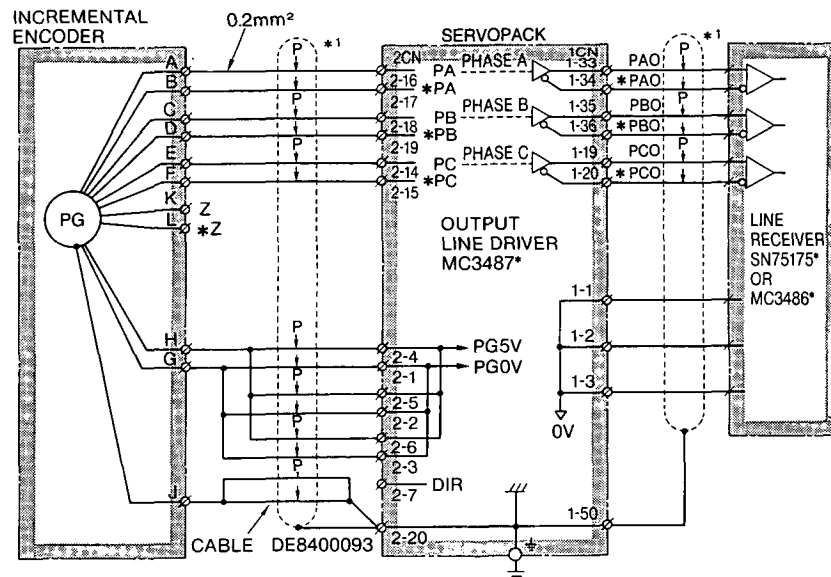 INCREMENTAL
ENCODER
0.2mm²
P
*1
SERVOPACK
P
*1
2CN
1CN
A
PA
PHASE A
1-33
PAO
B
2-16
*PA
1-34
*PAO
C
P
2-17
PB
PHASE B
1-35
PBO
P
D
2-18
*PB
1-36
*PBO
E
P
2-19
PC
PHASE C
1-19
PCO
P
F
2-14
*PC
1-20
*PCO
2-15
K
Z
L
*Z
PG
OUTPUT
LINE DRIVER
MC3487*
LINE
RECEIVER
SN75175*
OR
MC3486*
1-1
1-2
1-3
0V
H
P
2-4
PG5V
G
2-1
PG0V
P
2-5
2-2
P
2-6
2-3
P
2-7
DIR
J
1-50
CABLE
DE8400093
2-20